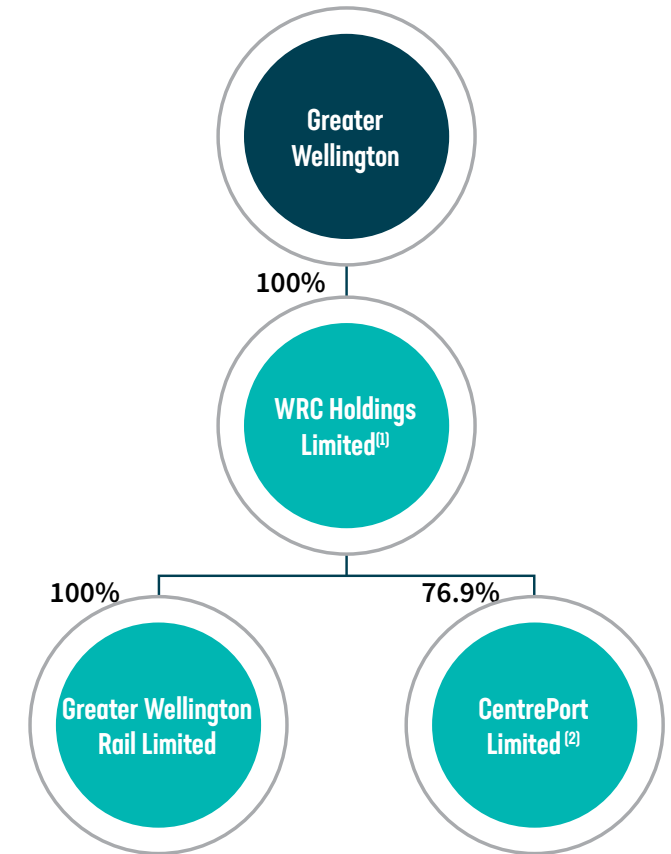 Greater
Wellington
100%
WRC Holdings
Limited(1)
100%
76.9%
Greater Wellington
Rail Limited
CentrePort
Limited (2)